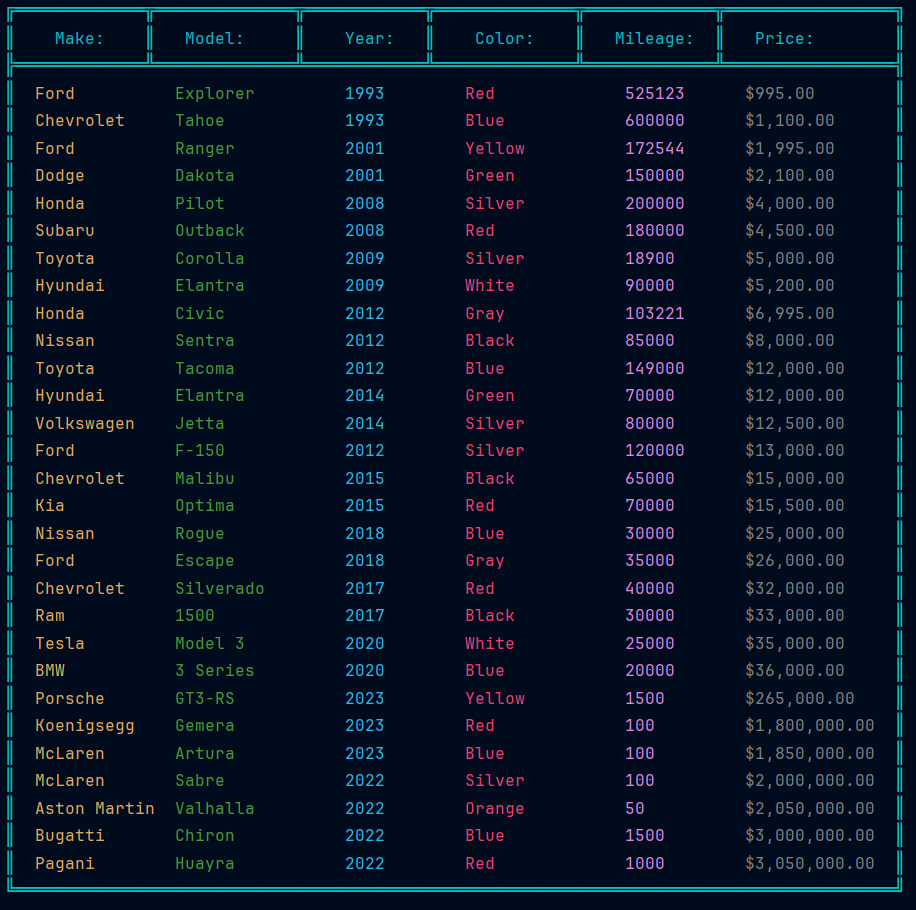 Make: Model: Year: Color: Mileage: Price:
Ford Explorer 1993 Red 525123 $995.00
Chevrolet Tahoe 1993 Blue 600000 $1,100.00
Ford Ranger 2001 Yellow 172544 $1,995.00
Dodge Dakota 2001 Green 150000 $2,100.00
Honda Pilot 2008 Silver 200000 $4,000.00
Subaru Outback 2008 Red 180000 $4,500.00
Toyota Corolla 2009 Silver 18900 $5,000.00
Hyundai Elantra 2009 White 90000 $5,200.00
Honda Civic 2012 Gray 103221 $6,995.00
Nissan Sentra 2012 Black 85000 $8,000.00
Toyota Tacoma 2012 Blue 149000 $12,000.00
Hyundai Elantra 2014 Green 70000 $12,000.00
Volkswagen Jetta 2014 Silver 80000 $12,500.00
Ford F-150 2012 Silver 120000 $13,000.00
Chevrolet Malibu 2015 Black 65000 $15,000.00
Kia Optima 2015 Red 70000 $15,500.00
Nissan Rogue 2018 Blue 30000 $25,000.00
Ford Escape 2018 Gray 35000 $26,000.00
Chevrolet Silverado 2017 Red 40000 $32,000.00
Ram 1500 2017 Black 30000 $33,000.00
Tesla Model 3 2020 White 25000 $35,000.00
BMW 3 Series 2020 Blue 20000 $36,000.00
Porsche GT3-RS 2023 Yellow 1500 $265,000.00
Koenigsegg Gemera 2023 Red 100 $1,800,000.00
McLaren Artura 2023 Blue 100 $1,850,000.00
McLaren Sabre 2022 Silver 100 $2,000,000.00
Aston Martin Valhalla 2022 Orange 50 $2,050,000.00
Bugatti Chiron 2022 Blue 1500 $3,000,000.00
Pagani Huayra 2022 Red 1000 $3,050,000.00